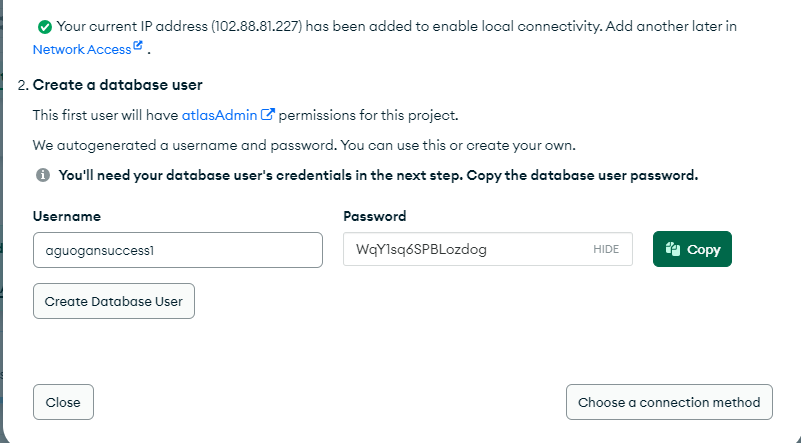 Your current IP address (102.88.81.227) has been added to enable local connectivity. Add another later in
Network Access .
2. Create a database user
This first user will have atlasAdmin permissions for this project.
We autogenerated a username and password. You can use this or create your own.
You'll need your database user's credentials in the next step. Copy the database user password.
Username Password
aguogansuccess1 WqY1sq6SPBLozdog HIDE Copy
Create Database User
Close Choose a connection method